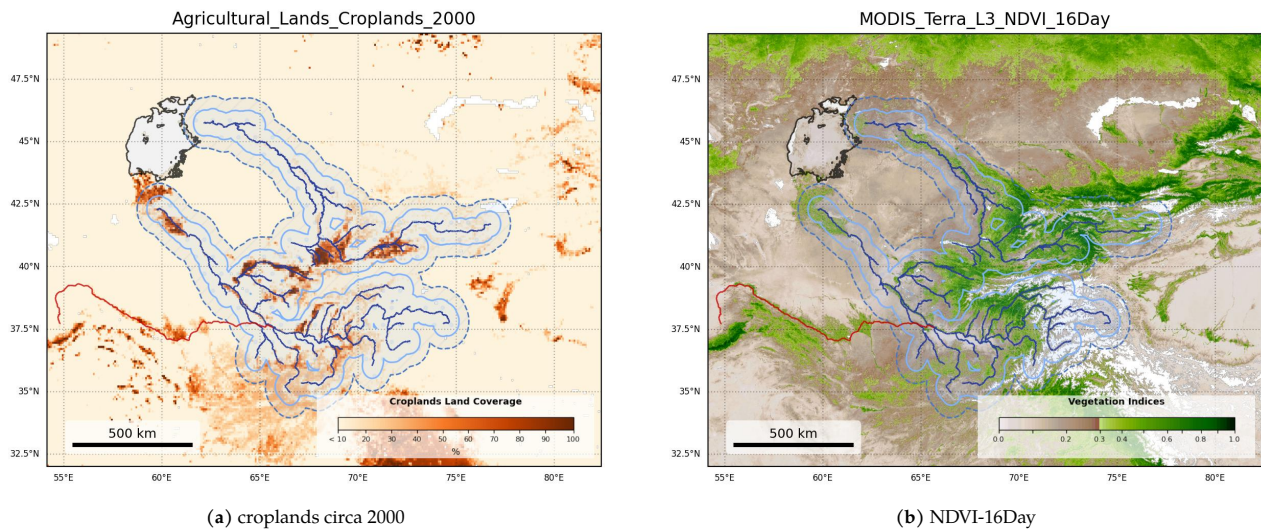 Agricultural_Lands_Croplands_2000
47.5°N
45°N
42.5°N
40°N
37.5°N
35°N
32.5°N
500 km
Croplands Land Coverage
< 10 20 30 40 50 60 70 80 90 100
%
55°E 60°E 65°E 70°E 75°E 80°E
(a) croplands circa 2000
MODIS_Terra_L3_NDVI_16Day
47.5°N
45°N
42.5°N
40°N
37.5°N
35°N
32.5°N
500 km
Vegetation Indices
0.0 0.2 0.3 0.4 0.6 0.8 1.0
55°E 60°E 65°E 70°E 75°E 80°E
(b) NDVI-16Day